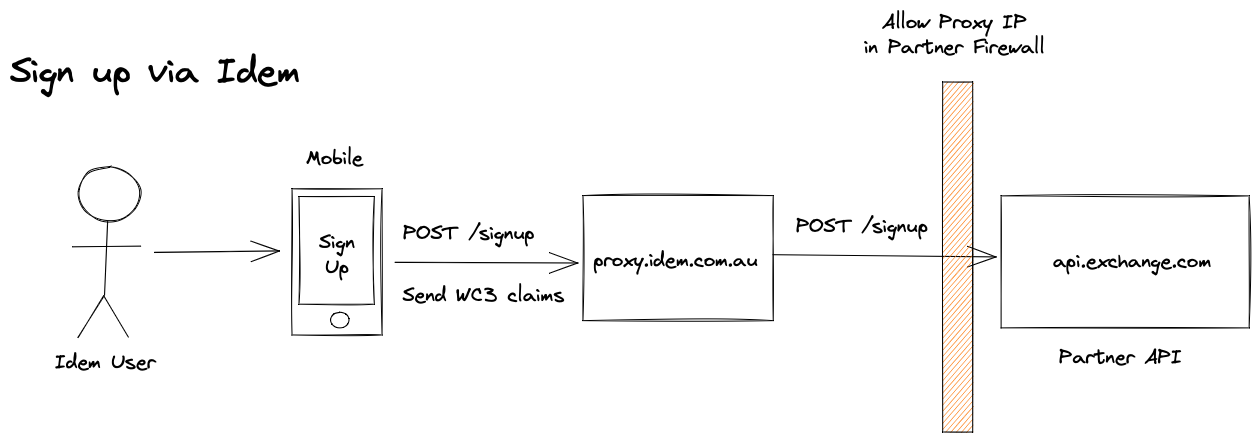 Allow Proxy IP
in Partner Firewall
Sign up via Idem
Mobile
Sign
Up
POST /signup
Send WC3 claims
proxy.idem.com.au
POST /signup
api.exchange.com
Idem User
Partner API